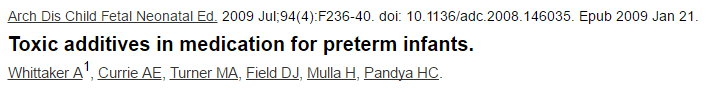 Arch Dis Child Fetal Neonatal Ed. 2009 Jul;94(4):F236-40. doi: 10.1136/adc.2008.146035. Epub 2009 Jan 21.
Toxic additives in medication for preterm infants.
Whittaker A1, Currie AE, Turner MA, Field DJ, Mulla H, Pandya HC.